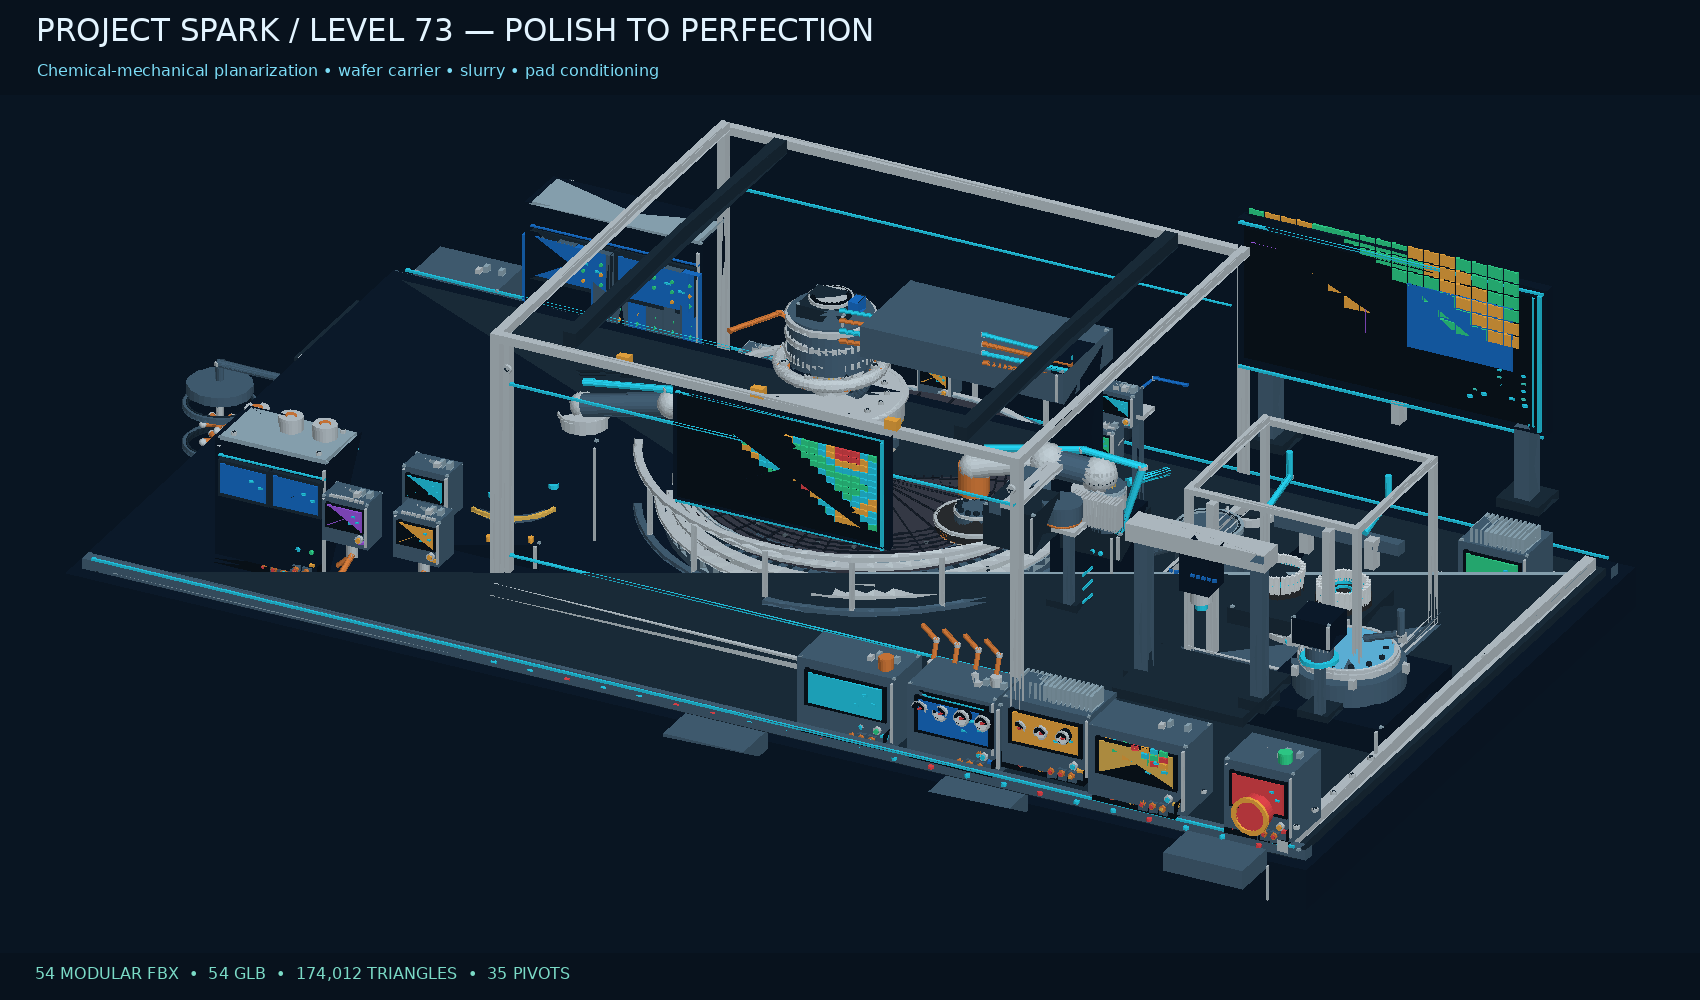 PROJECT SPARK / LEVEL 73 — POLISH TO PERFECTION
Chemical-mechanical planarization • wafer carrier • slurry • pad conditioning
54 MODULAR FBX • 54 GLB • 174,012 TRIANGLES • 35 PIVOTS